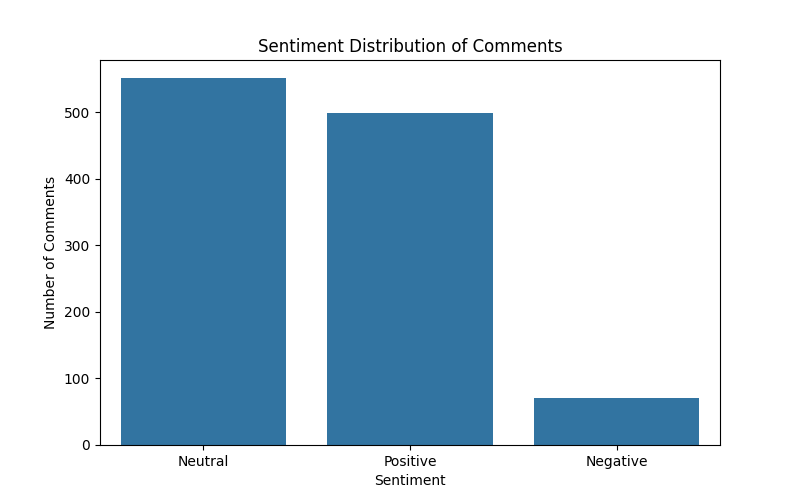 Sentiment Distribution of Comments
Number of Comments
500
400
300
200
100
0
Neutral Positive Negative
Sentiment